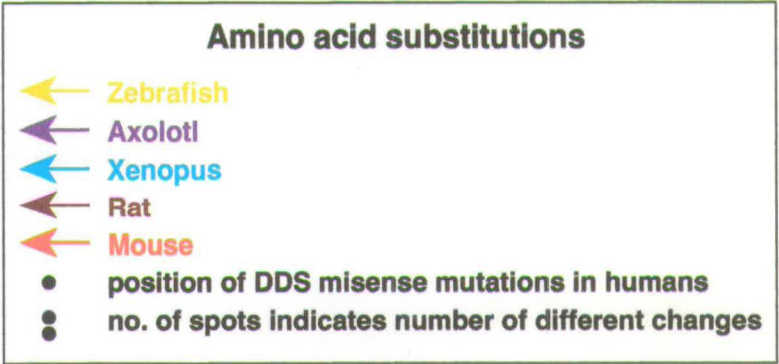 Amino acid substitutions
Zebrafish
Axolotl
Xenopus
Rat
Mouse
position of DDS misense mutations in humans
no. of spots indicates number of different changes